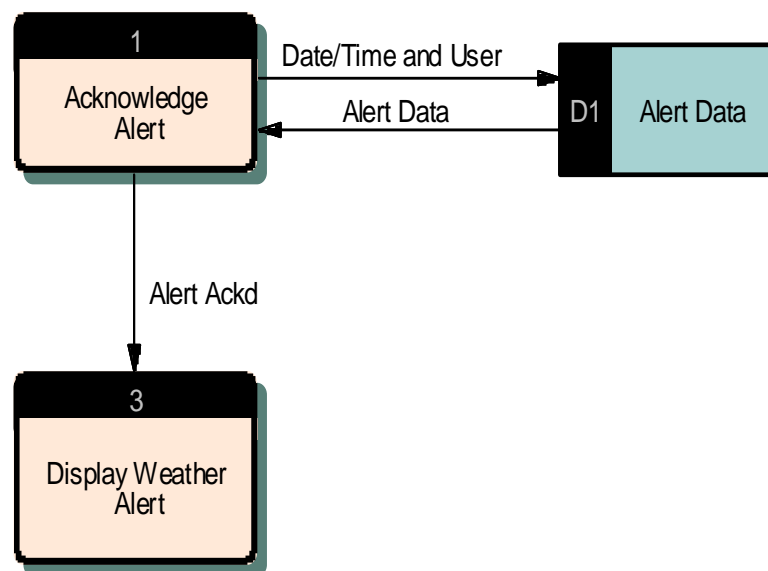 1
Acknowledge
Alert
Date/Time and User
Alert Data
D1
Alert Data
Alert Ackd
3
Display Weather
Alert